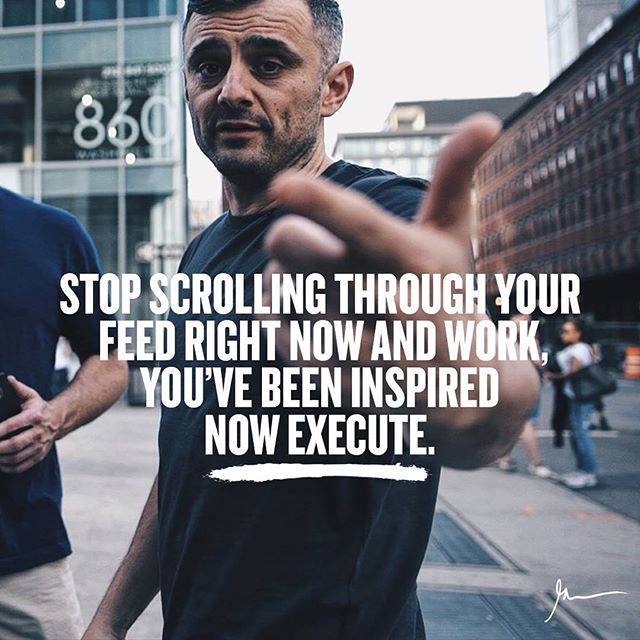 860
STOP SCROLLING THROUGH YOUR
FEED RIGHT NOW AND WORK,
YOU'VE BEEN INSPIRED
NOW EXECUTE.